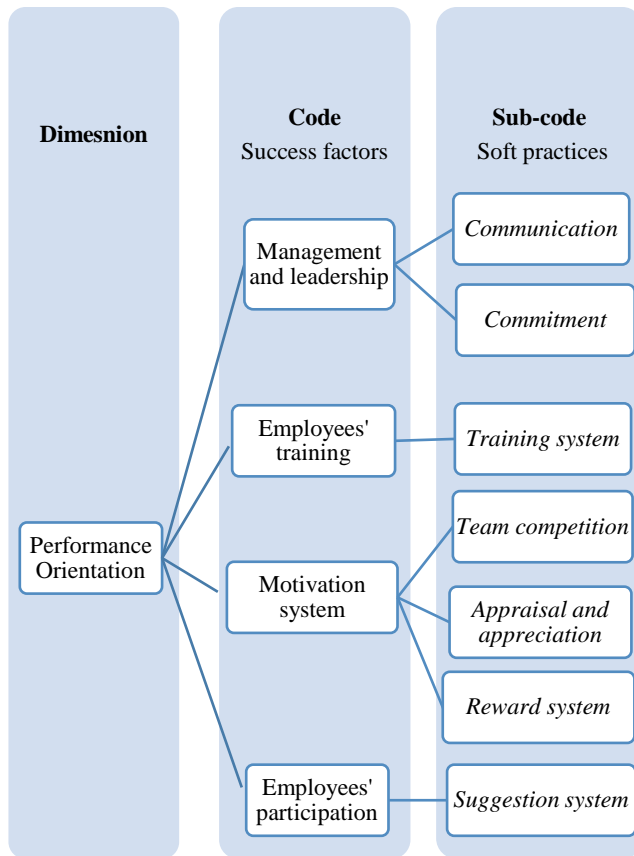 Dimesnion
Code
Success factors
Sub-code
Soft practices
Performance
Orientation
Management
and leadership
Employees'
training
Motivation
system
Employees'
participation
Communication
Commitment
Training system
Team competition
Appraisal and
appreciation
Reward system
Suggestion system